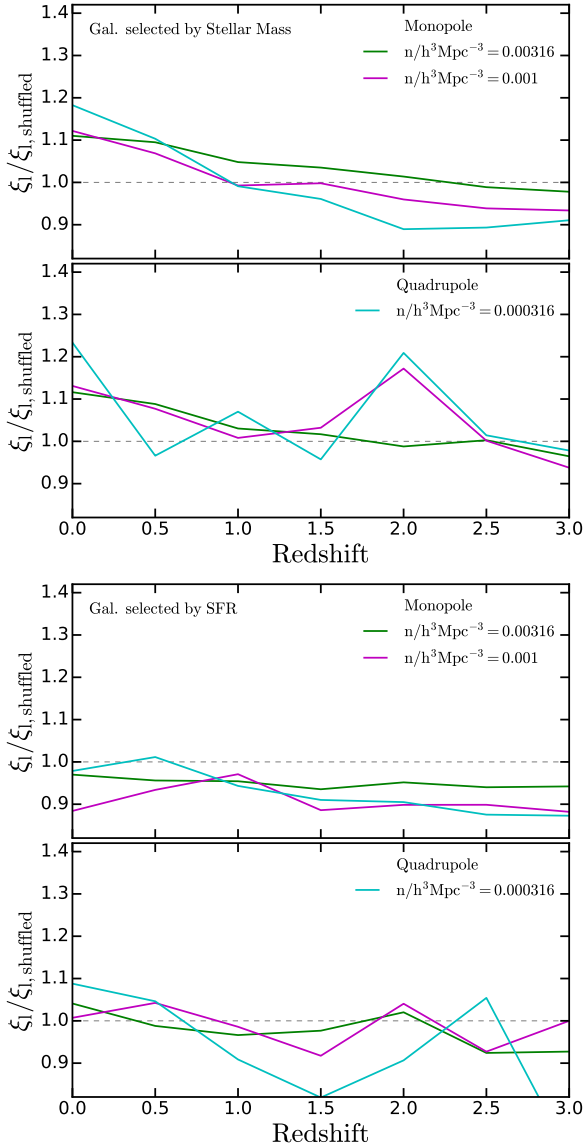 Gal. selected by Stellar Mass
Monopole
n/h³Mpc⁻³ = 0.00316
n/h³Mpc⁻³ = 0.001
1.4
1.3
1.2
1.1
1.0
0.9
ξₗ/ξₗ, shuffled
Quadrupole
n/h³Mpc⁻³ = 0.000316
1.4
1.3
1.2
1.1
1.0
0.9
ξₗ/ξₗ, shuffled
0.0 0.5 1.0 1.5 2.0 2.5 3.0
Redshift
Gal. selected by SFR
Monopole
n/h³Mpc⁻³ = 0.00316
n/h³Mpc⁻³ = 0.001
1.4
1.3
1.2
1.1
1.0
0.9
ξₗ/ξₗ, shuffled
Quadrupole
n/h³Mpc⁻³ = 0.000316
1.4
1.3
1.2
1.1
1.0
0.9
ξₗ/ξₗ, shuffled
0.0 0.5 1.0 1.5 2.0 2.5 3.0
Redshift